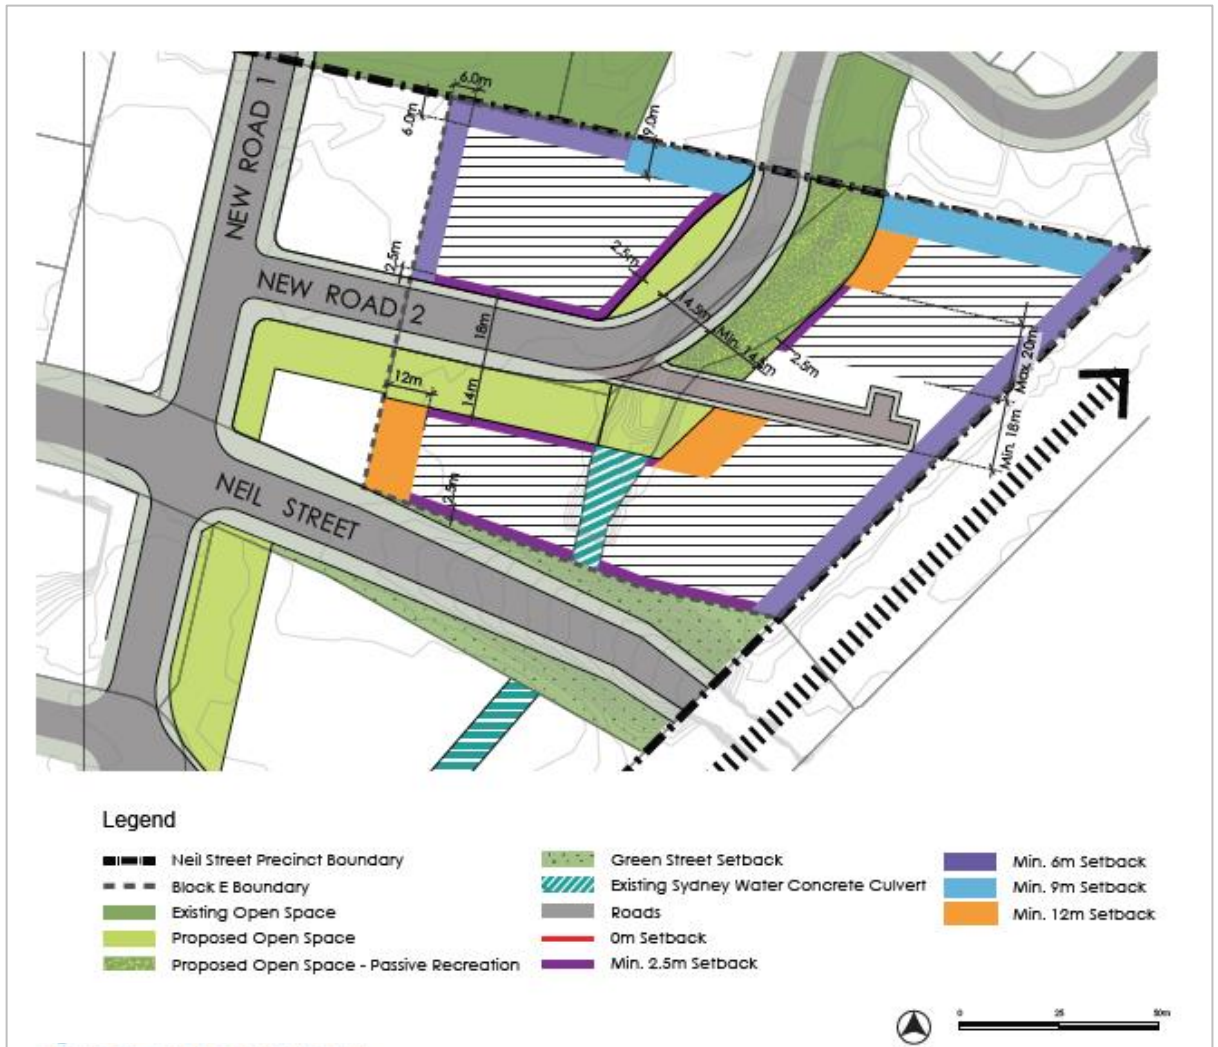 6.0m
6.0m
9.0m
NEW ROAD 1
2.5m
2.5m
NEW ROAD 2
18m
14.5m
Min. 14.5m
2.5m
Max. 20m
12m
14m
Min. 18m
2.5m
NEIL STREET
Legend
Neil Street Precinct Boundary
Block E Boundary
Existing Open Space
Proposed Open Space
Proposed Open Space - Passive Recreation
Green Street Setback
Existing Sydney Water Concrete Culvert
Roads
0m Setback
Min. 2.5m Setback
Min. 6m Setback
Min. 9m Setback
Min. 12m Setback
0 25 50m